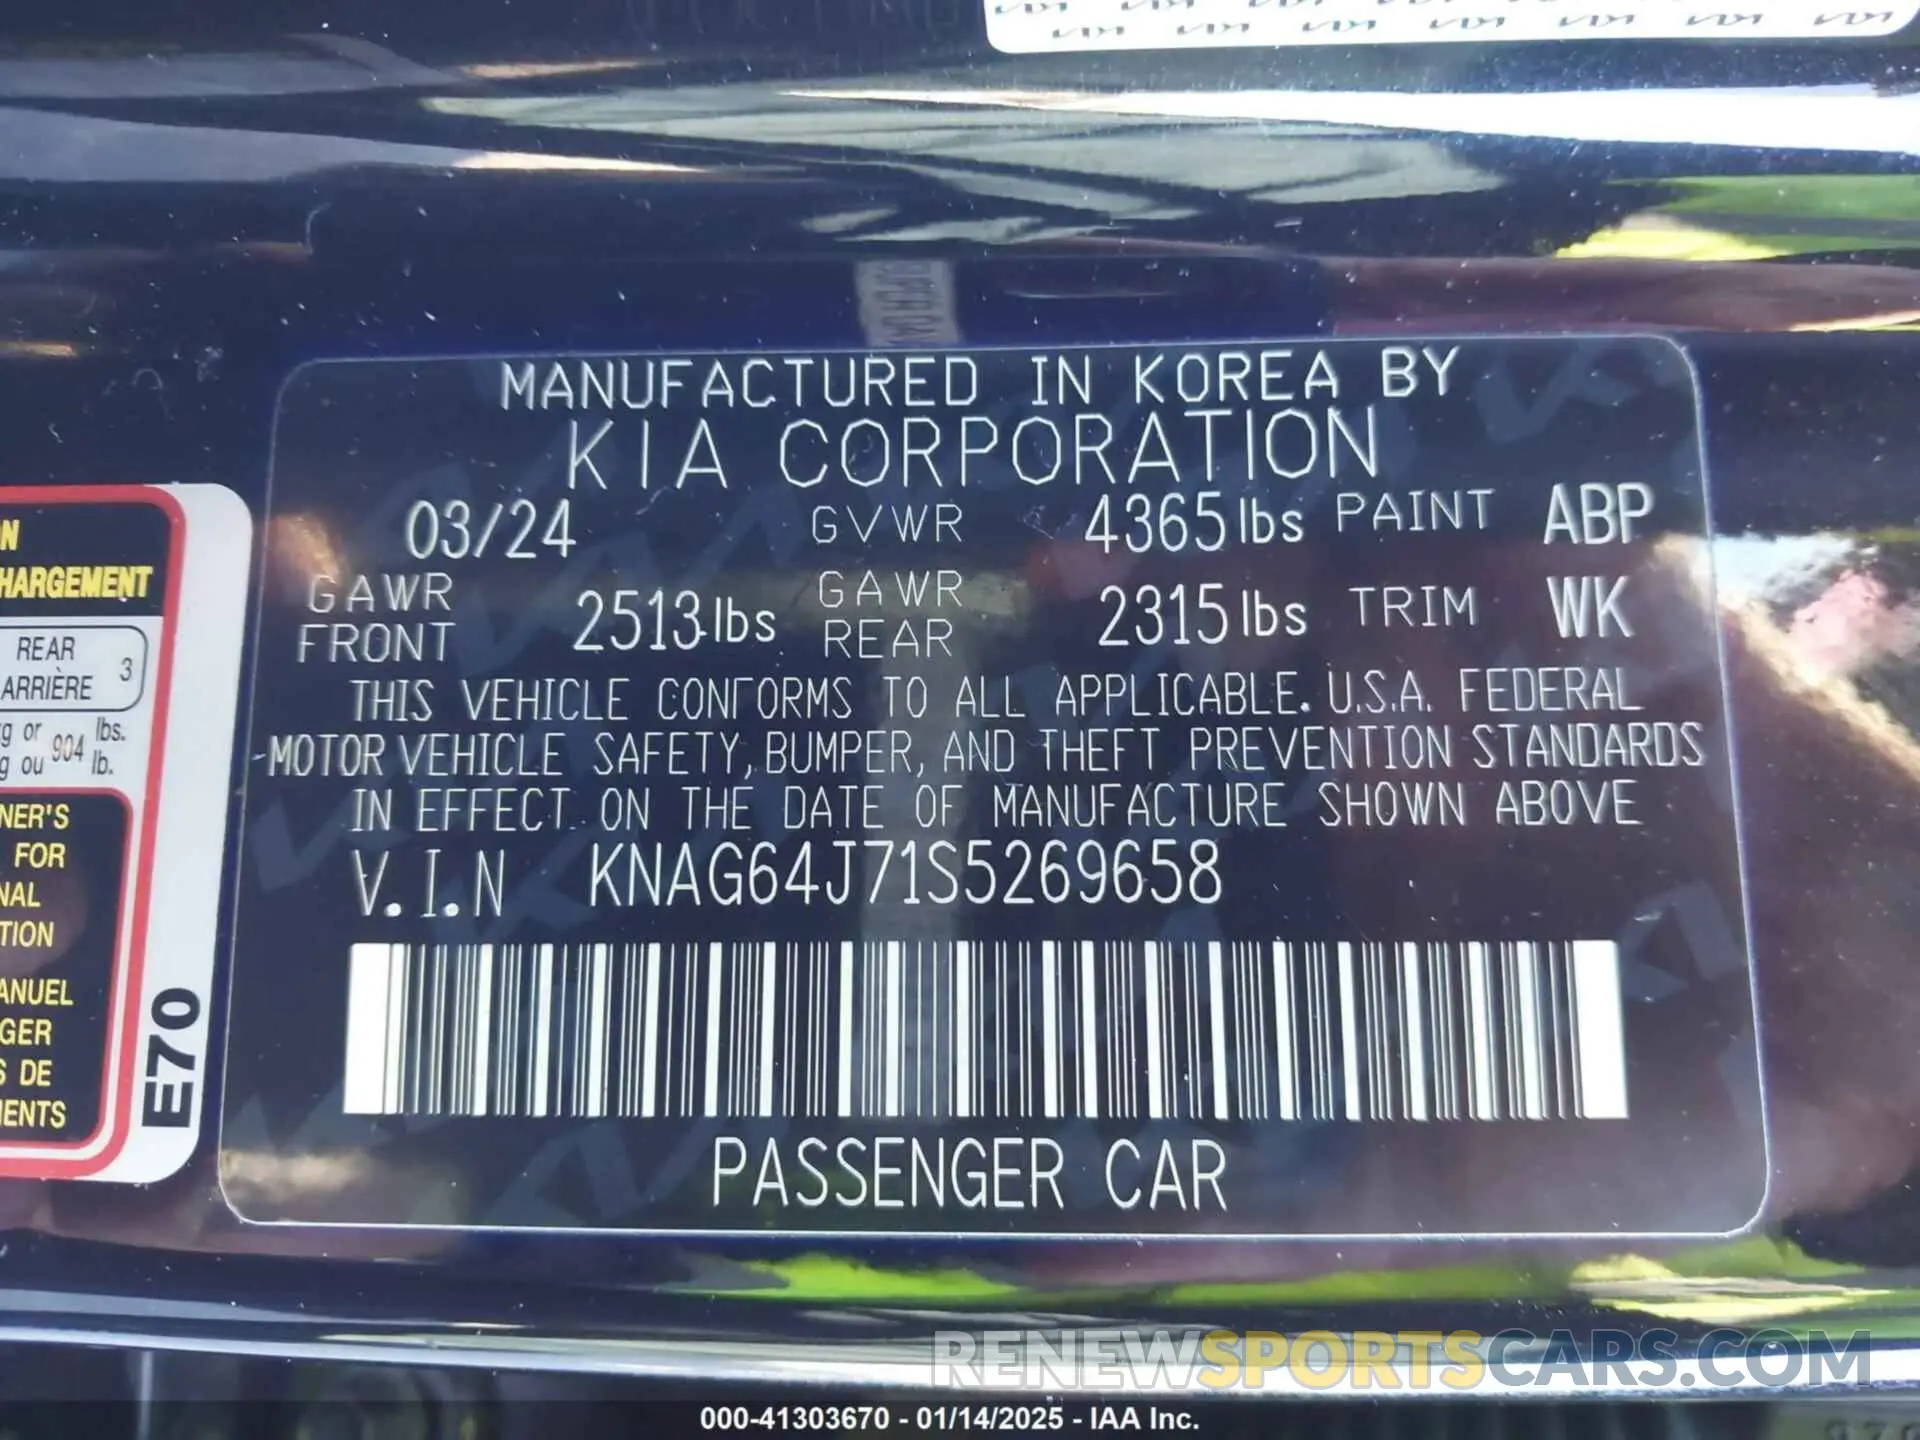 MANUFACTURED IN KOREA BY
KIA CORPORATION
03/24 GVWR 4365 lbs PAINT ABP
GAWR FRONT 2513 lbs GAWR REAR 2315 lbs TRIM WK
THIS VEHICLE CONFORMS TO ALL APPLICABLE. U.S.A. FEDERAL
MOTOR VEHICLE SAFETY, BUMPER, AND THEFT PREVENTION STANDARDS
IN EFFECT ON THE DATE OF MANUFACTURE SHOWN ABOVE
V.I.N KNAG64J71S5269658
PASSENGER CAR
N
HARGEMENT
REAR
ARRIÈRE 3
g or 904 lbs.
g ou lb.
NER'S
FOR
NAL
TION
ANUEL
GER
S DE
MENTS
E70
RENEWSPORTSCARS.COM
000-41303670 - 01/14/2025 - IAA Inc.